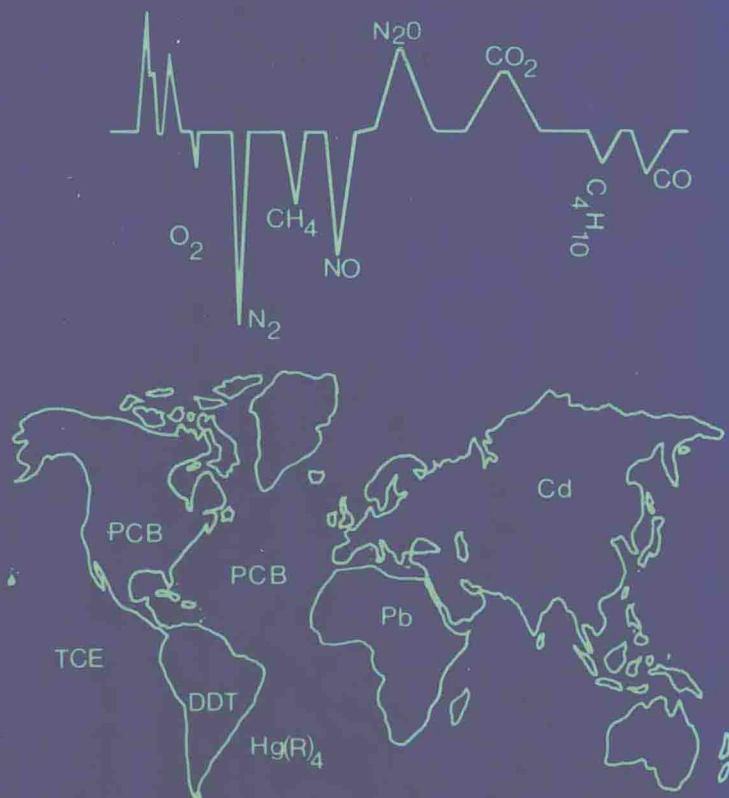 N2O
CO2
O2
CH4
NO
N2
C4H10
CO
PCB
PCB
Cd
Pb
TCE
DDT
Hg(R)4